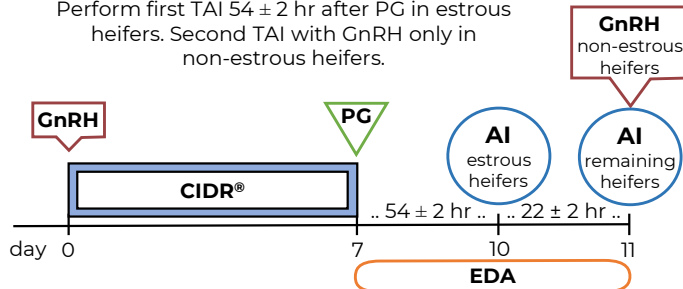 Perform first TAI 54 ± 2 hr after PG in estrous
heifers. Second TAI with GnRH only in
non-estrous heifers.
GnRH
non-estrous
heifers
GnRH
PG
AI
estrous
heifers
AI
remaining
heifers
CIDR®
.. 54 ± 2 hr ..
.. 22 ± 2 hr ..
day 0 7 10 11
EDA